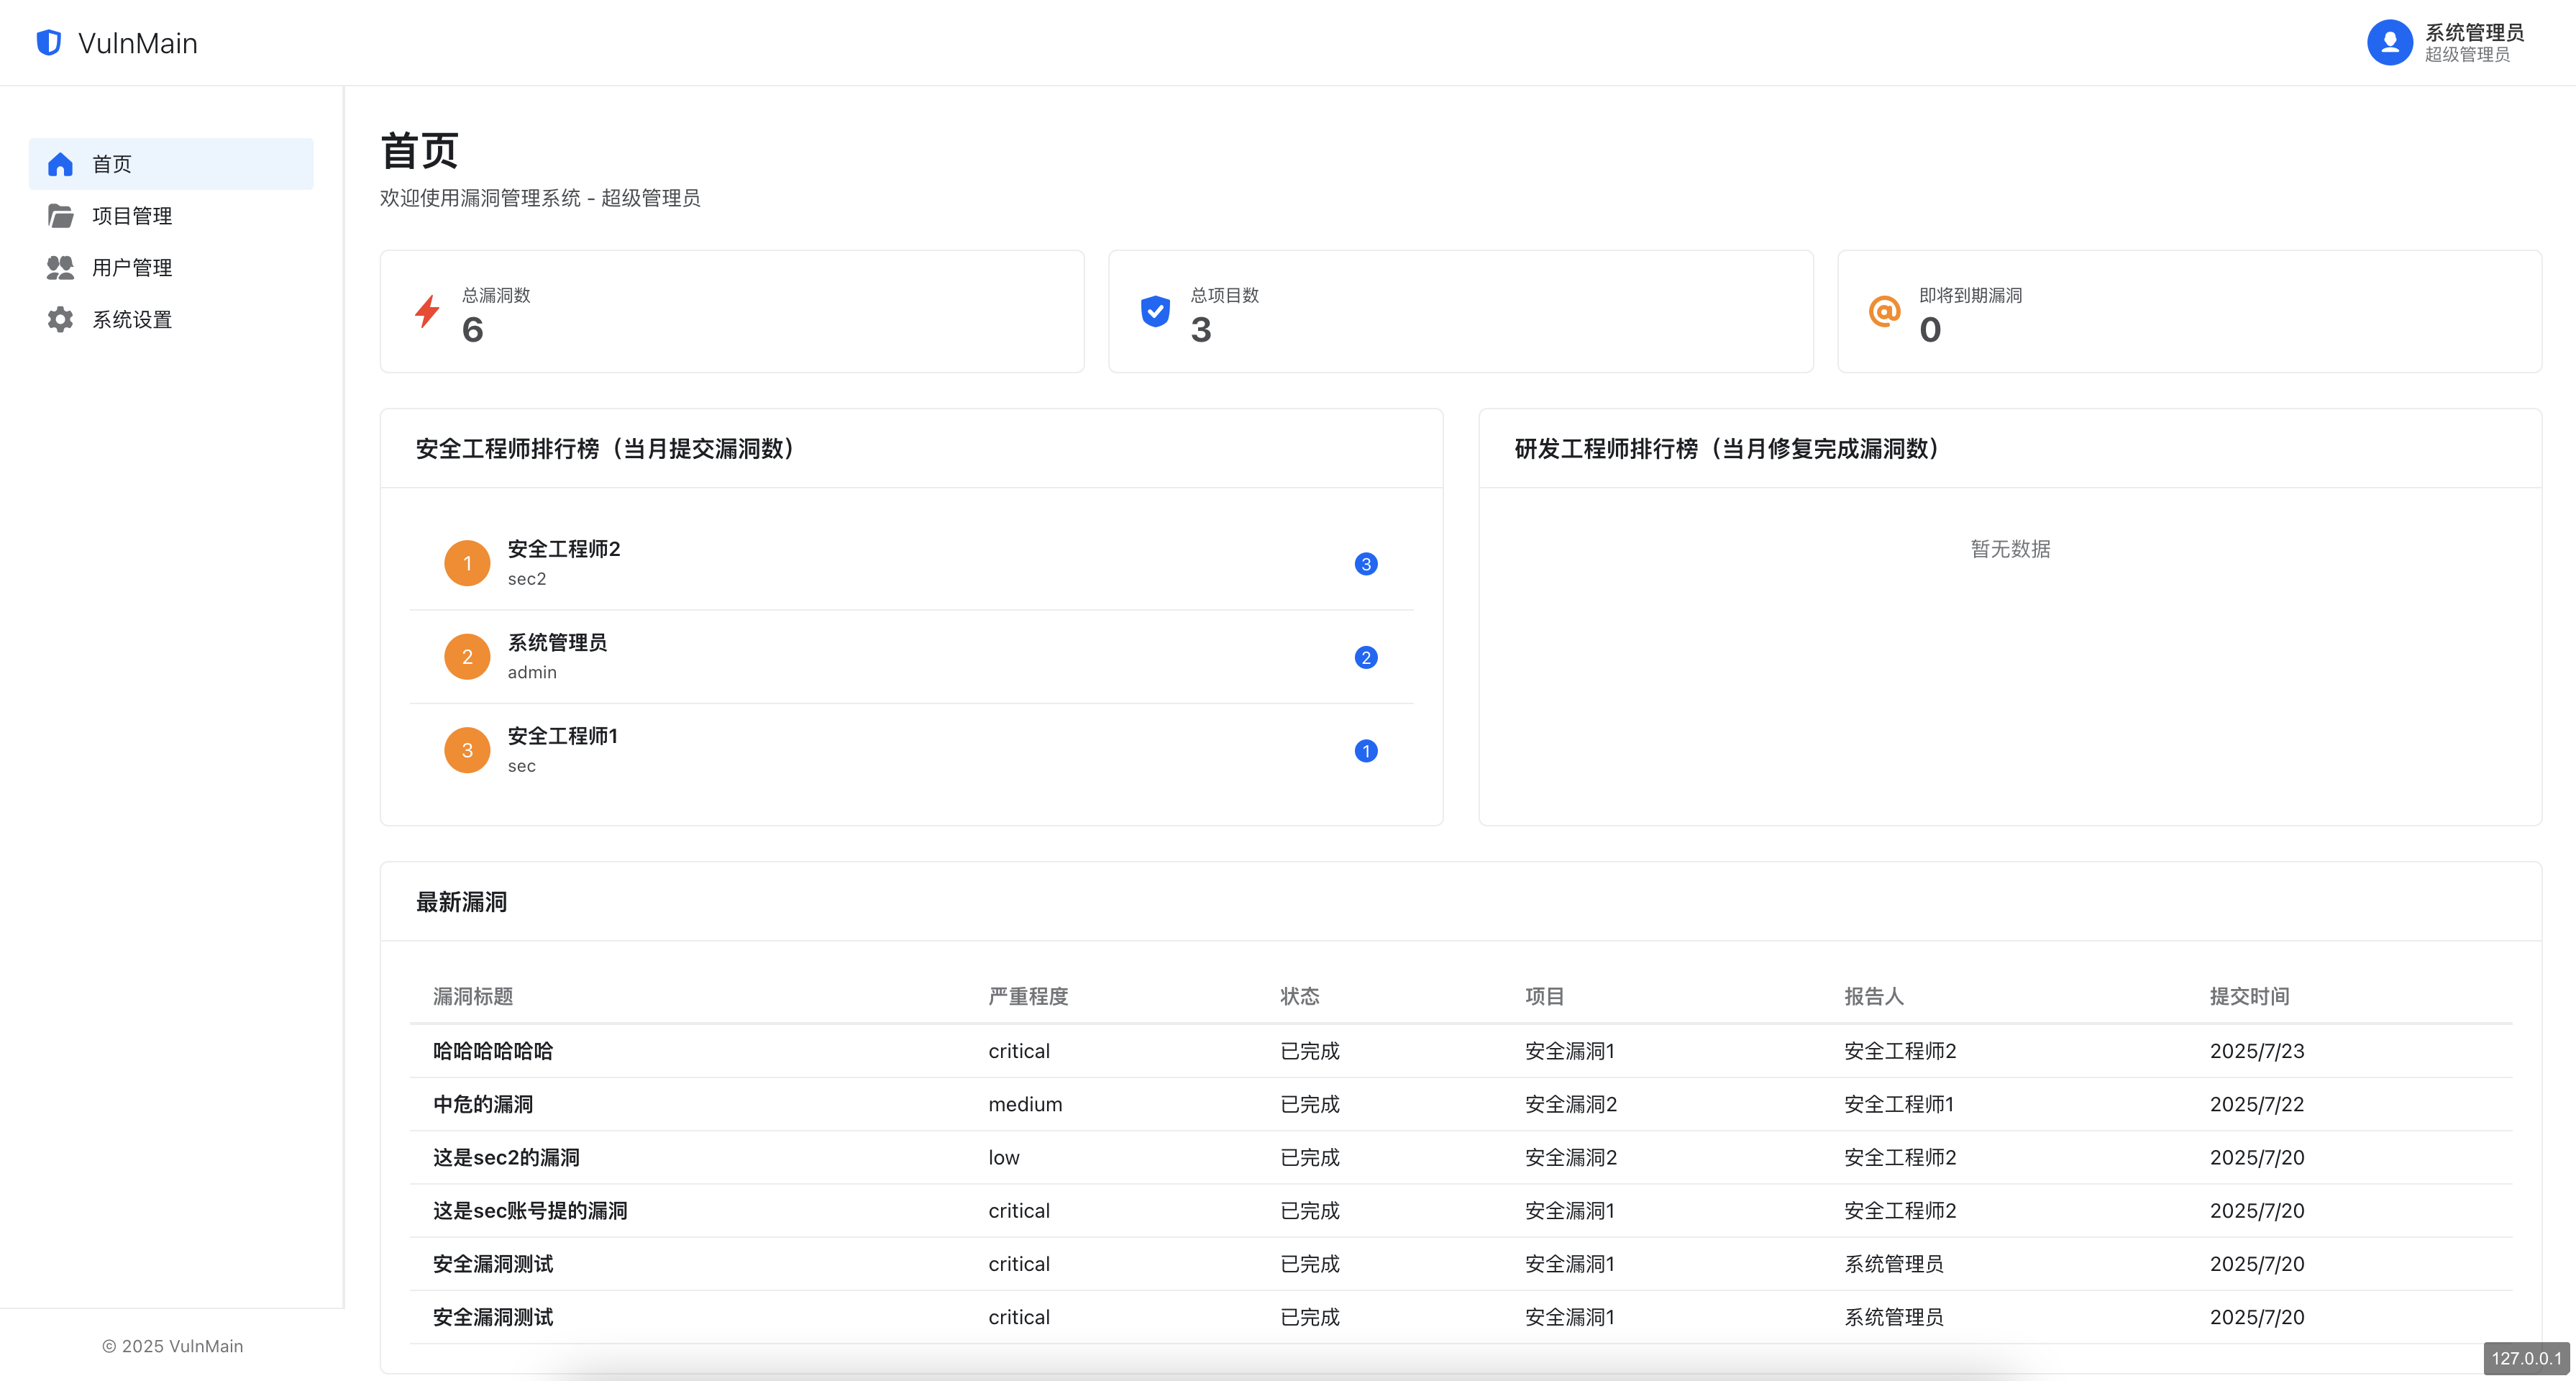 VulnMain
系统管理员
超级管理员
首页
项目管理
用户管理
系统设置
首页
欢迎使用漏洞管理系统 - 超级管理员
总漏洞数
6
总项目数
3
即将到期漏洞
0
安全工程师排行榜（当月提交漏洞数）
1 安全工程师2 3
sec2
2 系统管理员 2
admin
3 安全工程师1 1
sec
研发工程师排行榜（当月修复完成漏洞数）
暂无数据
最新漏洞
漏洞标题 严重程度 状态 项目 报告人 提交时间
哈哈哈哈哈哈 critical 已完成 安全漏洞1 安全工程师2 2025/7/23
中危的漏洞 medium 已完成 安全漏洞2 安全工程师1 2025/7/22
这是sec2的漏洞 low 已完成 安全漏洞2 安全工程师2 2025/7/20
这是sec账号提的漏洞 critical 已完成 安全漏洞1 安全工程师2 2025/7/20
安全漏洞测试 critical 已完成 安全漏洞1 系统管理员 2025/7/20
安全漏洞测试 critical 已完成 安全漏洞1 系统管理员 2025/7/20
© 2025 VulnMain
127.0.0.1